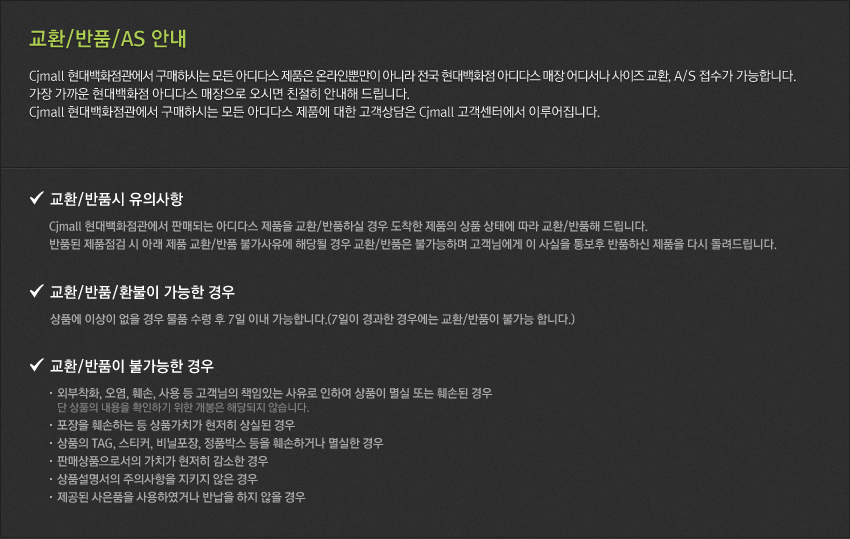 교환/반품/AS 안내
Cjmall 현대백화점관에서 구매하시는 모든 아디다스 제품은 온라인뿐만이 아니라 전국 현대백화점 아디다스 매장 어디서나 사이즈 교환, A/S 접수가 가능합니다.
가장 가까운 현대백화점 아디다스 매장으로 오시면 친절히 안내해 드립니다.
Cjmall 현대백화점관에서 구매하시는 모든 아디다스 제품에 대한 고객상담은 Cjmall 고객센터에서 이루어집니다.
교환/반품시 유의사항
Cjmall 현대백화점관에서 판매되는 아디다스 제품을 교환/반품하실 경우 도착한 제품의 상품 상태에 따라 교환/반품해 드립니다.
반품된 제품점검 시 아래 제품 교환/반품 불가사유에 해당될 경우 교환/반품은 불가능하며 고객님에게 이 사실을 통보후 반품하신 제품을 다시 돌려드립니다.
교환/반품/환불이 가능한 경우
상품에 이상이 없을 경우 물품 수령 후 7일 이내 가능합니다.(7일이 경과한 경우에는 교환/반품이 불가능 합니다.)
교환/반품이 불가능한 경우
· 외부착화, 오염, 훼손, 사용 등 고객님의 책임있는 사유로 인하여 상품이 멸실 또는 훼손된 경우
단 상품의 내용을 확인하기 위한 개봉은 해당되지 않습니다.
· 포장을 훼손하는 등 상품가치가 현저히 상실된 경우
· 상품의 TAG, 스티커, 비닐포장, 정품박스 등을 훼손하거나 멸실한 경우
· 판매상품으로서의 가치가 현저히 감소한 경우
· 상품설명서의 주의사항을 지키지 않은 경우
· 제공된 사은품을 사용하였거나 반납을 하지 않을 경우